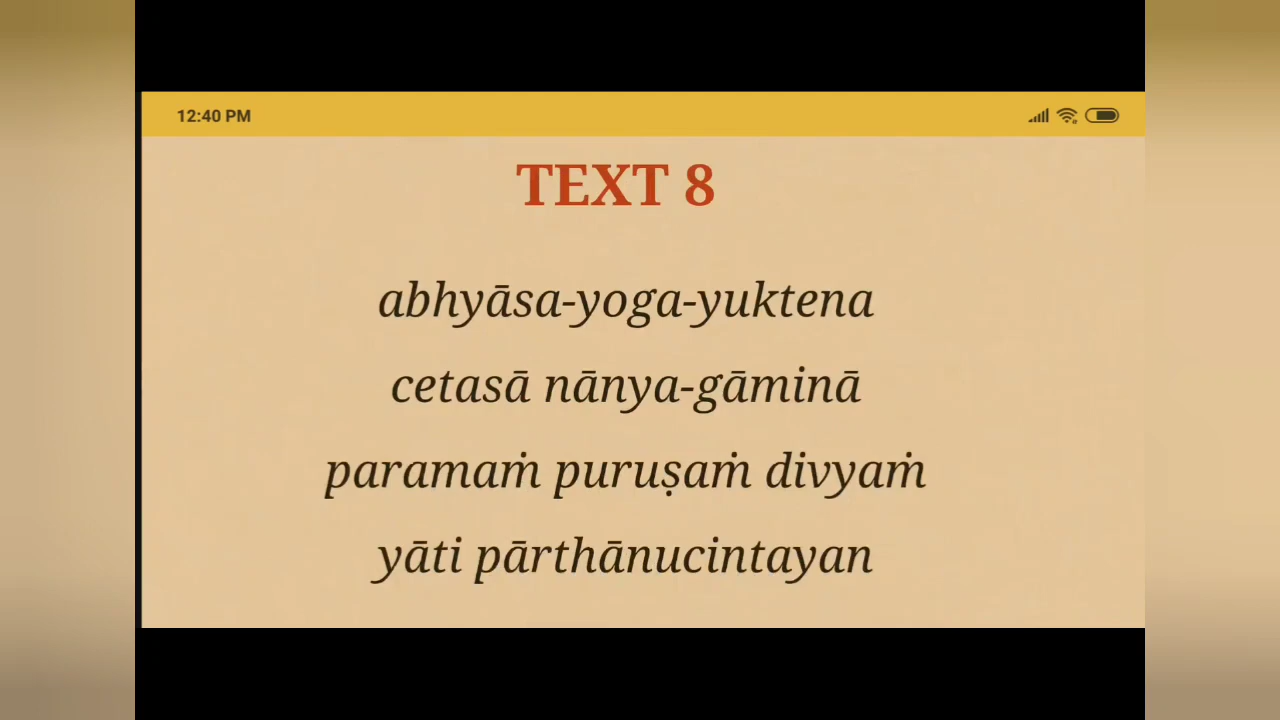 12:40 PM
TEXT 8
abhyāsa-yoga-yuktena
cetasā nānya-gāminā
paramaṁ puruṣaṁ divyaṁ
yāti pārthānucintayan